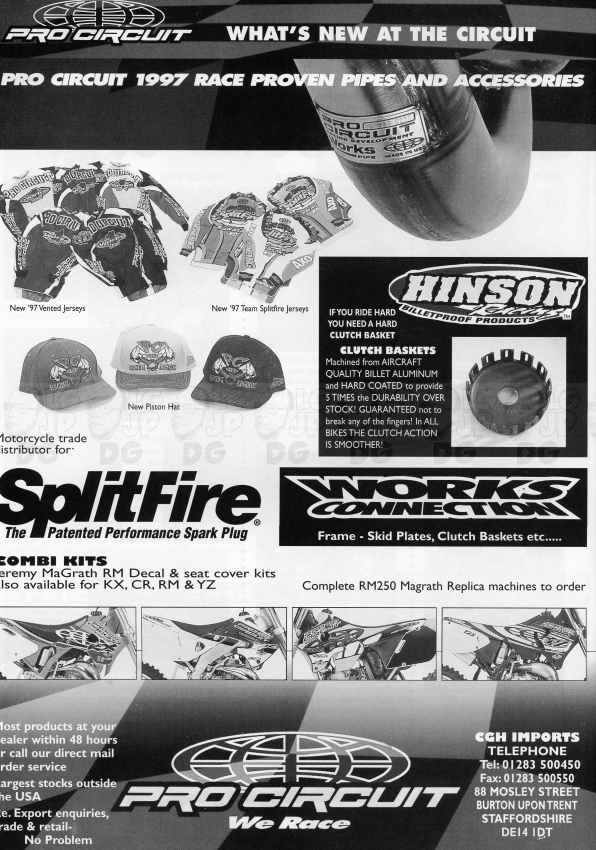 PRO CIRCUIT
WHAT'S NEW AT THE CIRCUIT
PRO CIRCUIT 1997 RACE PROVEN PIPES AND ACCESSORIES
PRO
CIRCUIT
Works
PIPE MADE IN USA
New '97 Vented Jerseys
New '97 Team Splitfire Jerseys
New Piston Hat
HINSON
Racing
BULLETPROOF PRODUCTS
IF YOU RIDE HARD
YOU NEED A HARD
CLUTCH BASKET
CLUTCH BASKETS
Machined from AIRCRAFT
QUALITY BILLET ALUMINUM
and HARD COATED to provide
5 TIMES the DURABILITY OVER
STOCK! GUARANTEED not to
break any of the fingers! In ALL
BIKES THE CLUTCH ACTION
IS SMOOTHER!
Motorcycle trade
distributor for
SplitFire®
The Patented Performance Spark Plug
WORKS
CONNECTION
Frame - Skid Plates, Clutch Baskets etc.....
COMBI KITS
Jeremy MaGrath RM Decal & seat cover kits
also available for KX, CR, RM & YZ
Complete RM250 Magrath Replica machines to order
Most products at your
dealer within 48 hours
or call our direct mail
order service
Largest stocks outside
the USA
i.e. Export enquiries,
trade & retail-
No Problem
PRO CIRCUIT
We Race
CGH IMPORTS
TELEPHONE
Tel: 01283 500450
Fax: 01283 500550
88 MOSLEY STREET
BURTON UPON TRENT
STAFFORDSHIRE
DE14 1DT